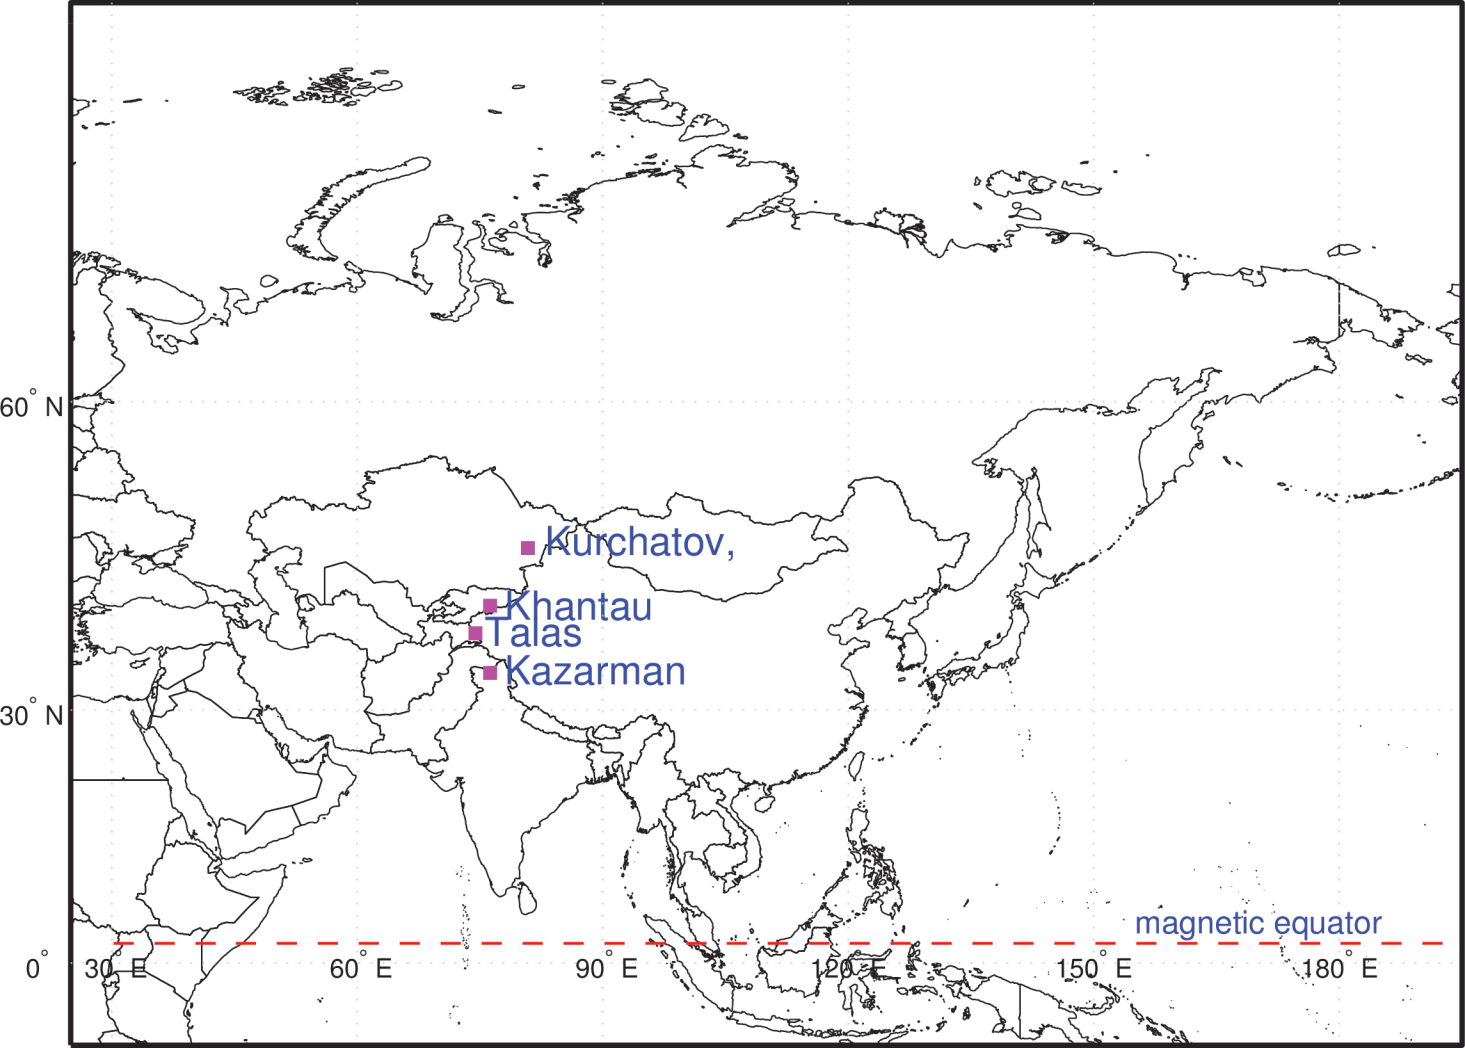 60° N
Kurchatov,
Khantau
Talas
Kazarman
30° N
magnetic equator
0°
30° E
60° E
90° E
120° E
150° E
180° E